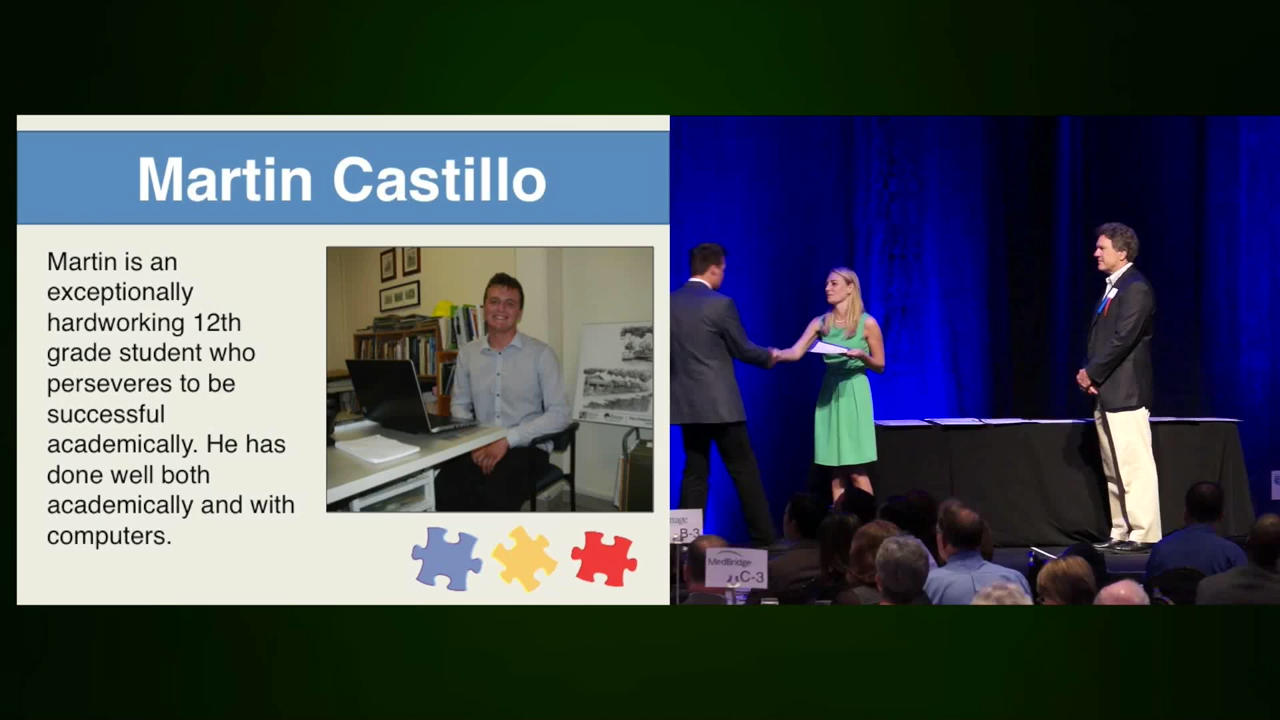 Martin Castillo
Martin is an
exceptionally
hardworking 12th
grade student who
perseveres to be
successful
academically. He has
done well both
academically and with
computers.
B-3
MedBridge
C-3